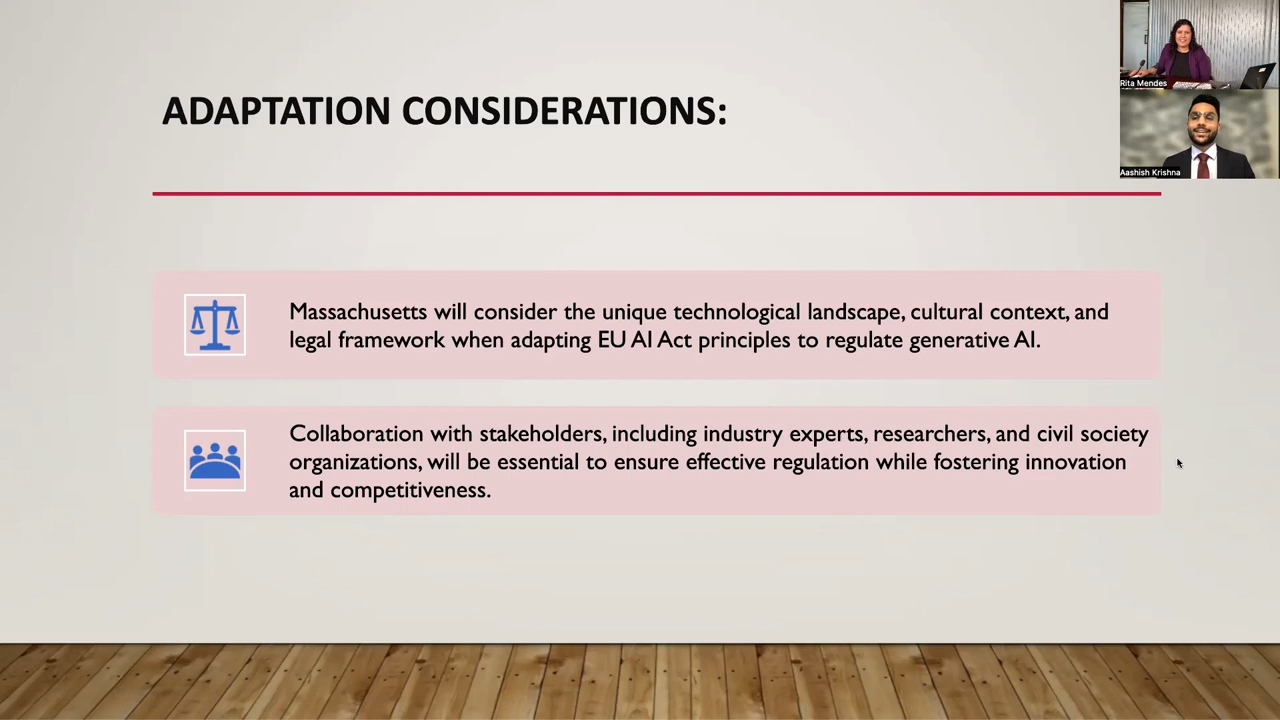 Rita Mendes
Aashish Krishna
ADAPTATION CONSIDERATIONS:
Massachusetts will consider the unique technological landscape, cultural context, and
legal framework when adapting EU AI Act principles to regulate generative AI.
Collaboration with stakeholders, including industry experts, researchers, and civil society
organizations, will be essential to ensure effective regulation while fostering innovation
and competitiveness.